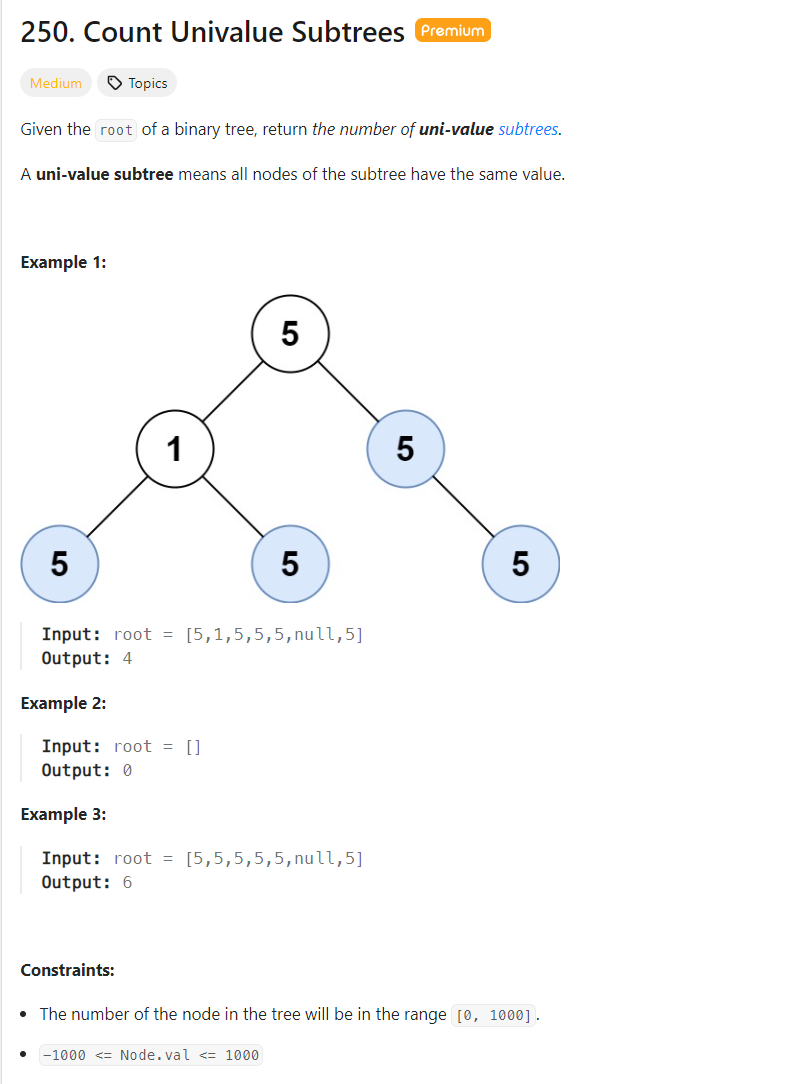 250. Count Univalue Subtrees Premium
Medium Topics
Given the root of a binary tree, return the number of uni-value subtrees.
A uni-value subtree means all nodes of the subtree have the same value.
Example 1:
5
1 5
5 5 5
Input: root = [5,1,5,5,5,null,5]
Output: 4
Example 2:
Input: root = []
Output: 0
Example 3:
Input: root = [5,5,5,5,5,null,5]
Output: 6
Constraints:
• The number of the node in the tree will be in the range [0, 1000].
• -1000 <= Node.val <= 1000